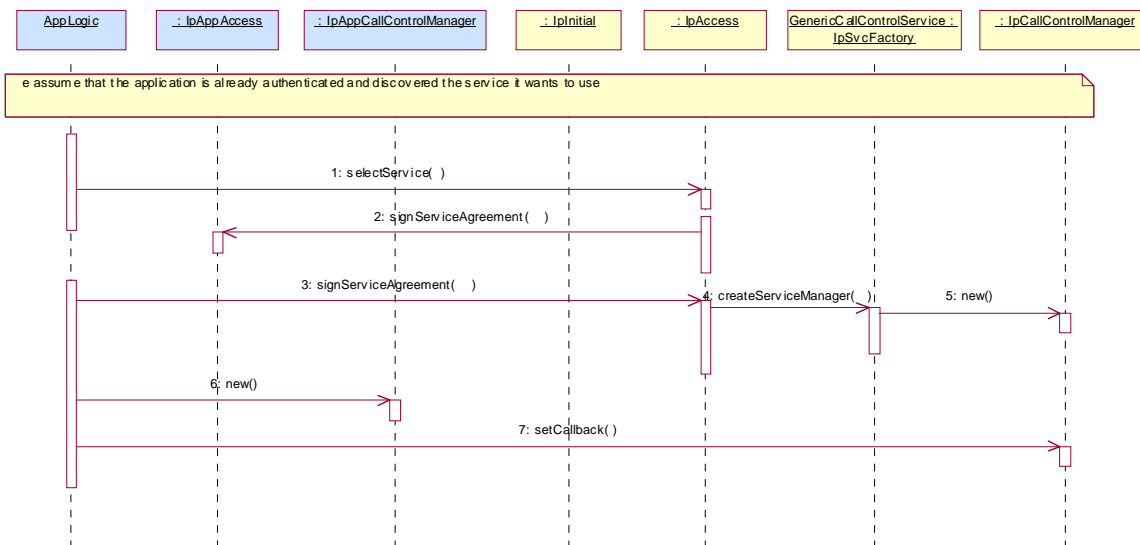 AppLogic
: IpAppAccess
: IpAppCallControlManager
: IpInitial
: IpAccess
GenericCallControlService :
IpSvcFactory
: IpCallControlManager
e assume that the application is already authenticated and discovered the service it wants to use
1: selectService( )
2: signServiceAgreement( )
3: signServiceAgreement( )
4: createServiceManager( )
5: new()
6: new()
7: setCallback( )